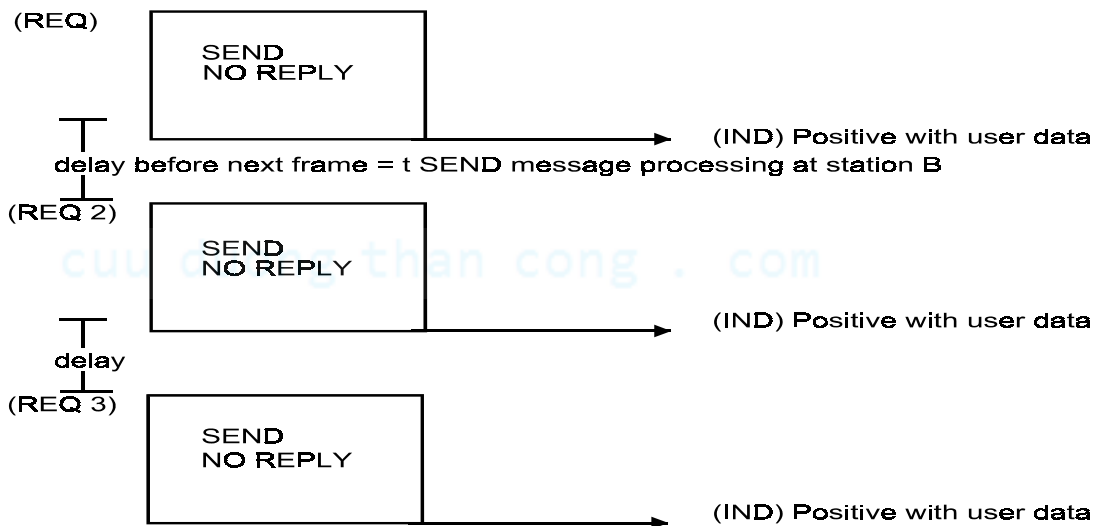 (REQ)
SEND
NO REPLY
(IND) Positive with user data
delay before next frame = t SEND message processing at station B
(REQ 2)
SEND
NO REPLY
cuu duong than cong . com
(IND) Positive with user data
delay
(REQ 3)
SEND
NO REPLY
(IND) Positive with user data